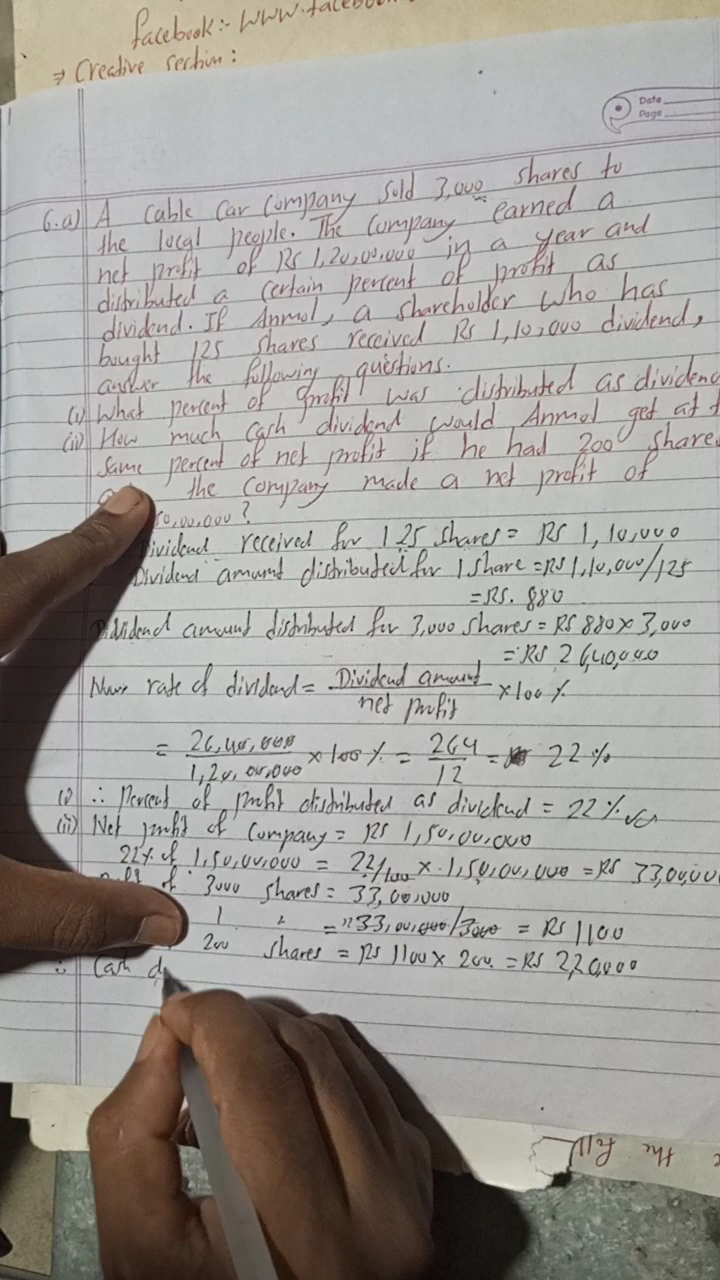 facebook:- www.facebook
⇒ Creative section:
Date
Page
6.a) A cable car company sold 3,000 shares to
the local people. The company earned a
net profit of Rs 1,20,00,000 in a year and
distributed a certain percent of profit as
dividend. If Anmol, a shareholder who has
bought 125 shares received Rs 1,10,000 dividend,
answer the following questions.
(i) What percent of profit was distributed as dividend
(ii) How much cash dividend would Anmol get at
same percent of net profit if he had 200 share
the company made a net profit of
50,00,000?
Dividend received for 125 shares = Rs 1,10,000
Dividend amount distributed for 1 share = Rs 1,10,000/125
= Rs. 880
Dividend amount distributed for 3,000 shares = Rs 880 × 3,000
= Rs 26,40,000
rate of dividend = Dividend amount/net profit × 100 %
= 26,40,000/1,20,00,000 × 100 % = 264/12 = 22 %
(i) ∴ Percent of profit distributed as dividend = 22 %
(ii) Net profit of company = Rs 1,50,00,000
22% of 1,50,00,000 = 22/100 × 1,50,00,000 = Rs 33,00,000
of 3000 shares = 33,00,000
1 " = 33,00,000/3000 = Rs 1100
200 shares = Rs 1100 × 200 = Rs 220,000
∴ Cash d
the fill